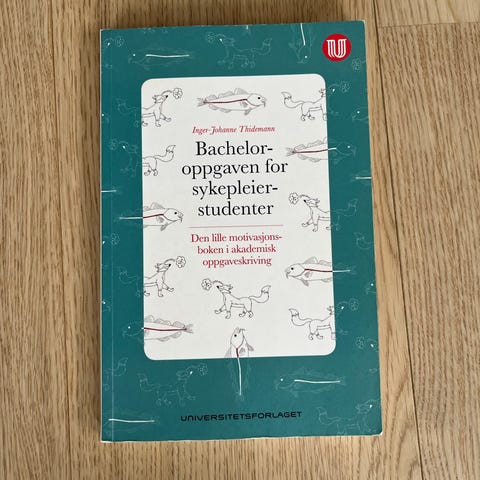 Inger-Johanne Thidemann
Bachelor-
oppgaven for
sykepleier-
studenter
Den lille motivasjons-
boken i akademisk
oppgaveskriving
UNIVERSITETSFORLAGET